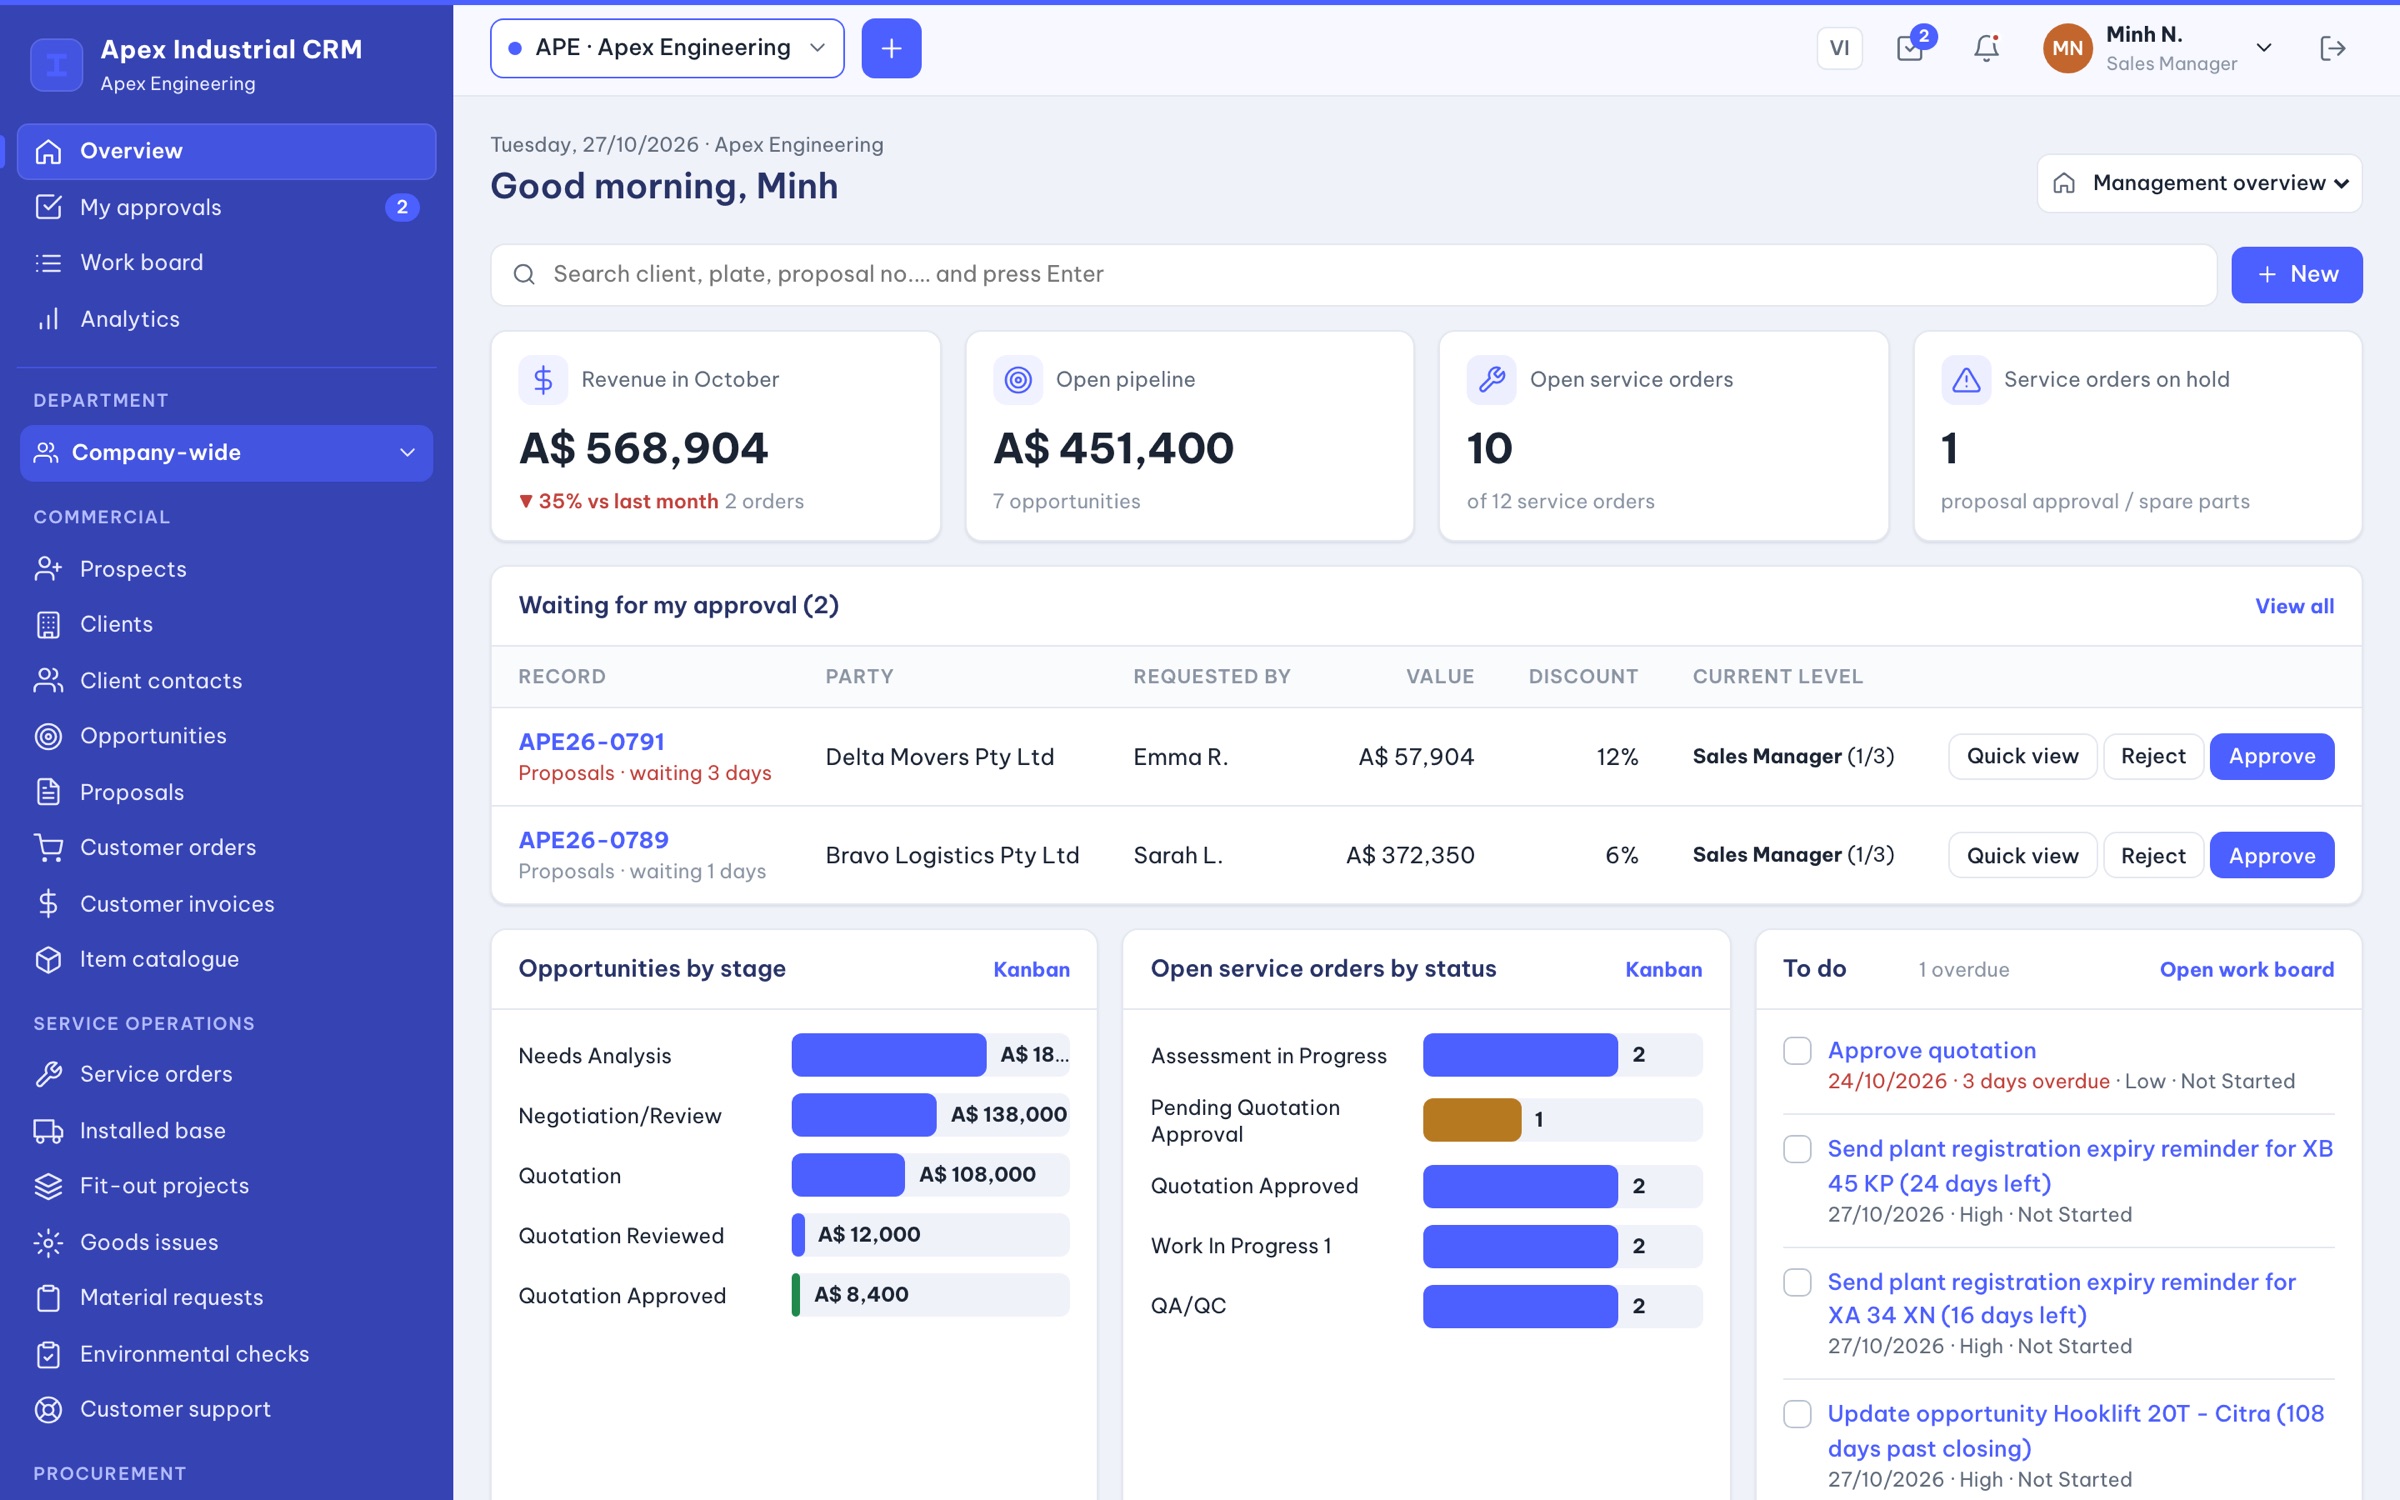 Apex Industrial CRM
Apex Engineering
Overview
My approvals 2
Work board
Analytics
DEPARTMENT
Company-wide
COMMERCIAL
Prospects
Clients
Client contacts
Opportunities
Proposals
Customer orders
Customer invoices
Item catalogue
SERVICE OPERATIONS
Service orders
Installed base
Fit-out projects
Goods issues
Material requests
Environmental checks
Customer support
PROCUREMENT
APE · Apex Engineering
VI
2
MN
Minh N.
Sales Manager
Tuesday, 27/10/2026 · Apex Engineering
Good morning, Minh
Management overview
Search client, plate, proposal no.... and press Enter
New
Revenue in October
A$ 568,904
▼ 35% vs last month 2 orders
Open pipeline
A$ 451,400
7 opportunities
Open service orders
10
of 12 service orders
Service orders on hold
1
proposal approval / spare parts
Waiting for my approval (2)
View all
RECORD PARTY REQUESTED BY VALUE DISCOUNT CURRENT LEVEL
APE26-0791
Proposals · waiting 3 days
Delta Movers Pty Ltd Emma R. A$ 57,904 12% Sales Manager (1/3) Quick view Reject Approve
APE26-0789
Proposals · waiting 1 days
Bravo Logistics Pty Ltd Sarah L. A$ 372,350 6% Sales Manager (1/3) Quick view Reject Approve
Opportunities by stage Kanban
Needs Analysis A$ 18...
Negotiation/Review A$ 138,000
Quotation A$ 108,000
Quotation Reviewed A$ 12,000
Quotation Approved A$ 8,400
Open service orders by status Kanban
Assessment in Progress 2
Pending Quotation
Approval
1
Quotation Approved 2
Work In Progress 1 2
QA/QC 2
To do 1 overdue Open work board
Approve quotation
24/10/2026 · 3 days overdue · Low · Not Started
Send plant registration expiry reminder for XB
45 KP (24 days left)
27/10/2026 · High · Not Started
Send plant registration expiry reminder for
XA 34 XN (16 days left)
27/10/2026 · High · Not Started
Update opportunity Hooklift 20T - Citra (108
days past closing)
27/10/2026 · High · Not Started